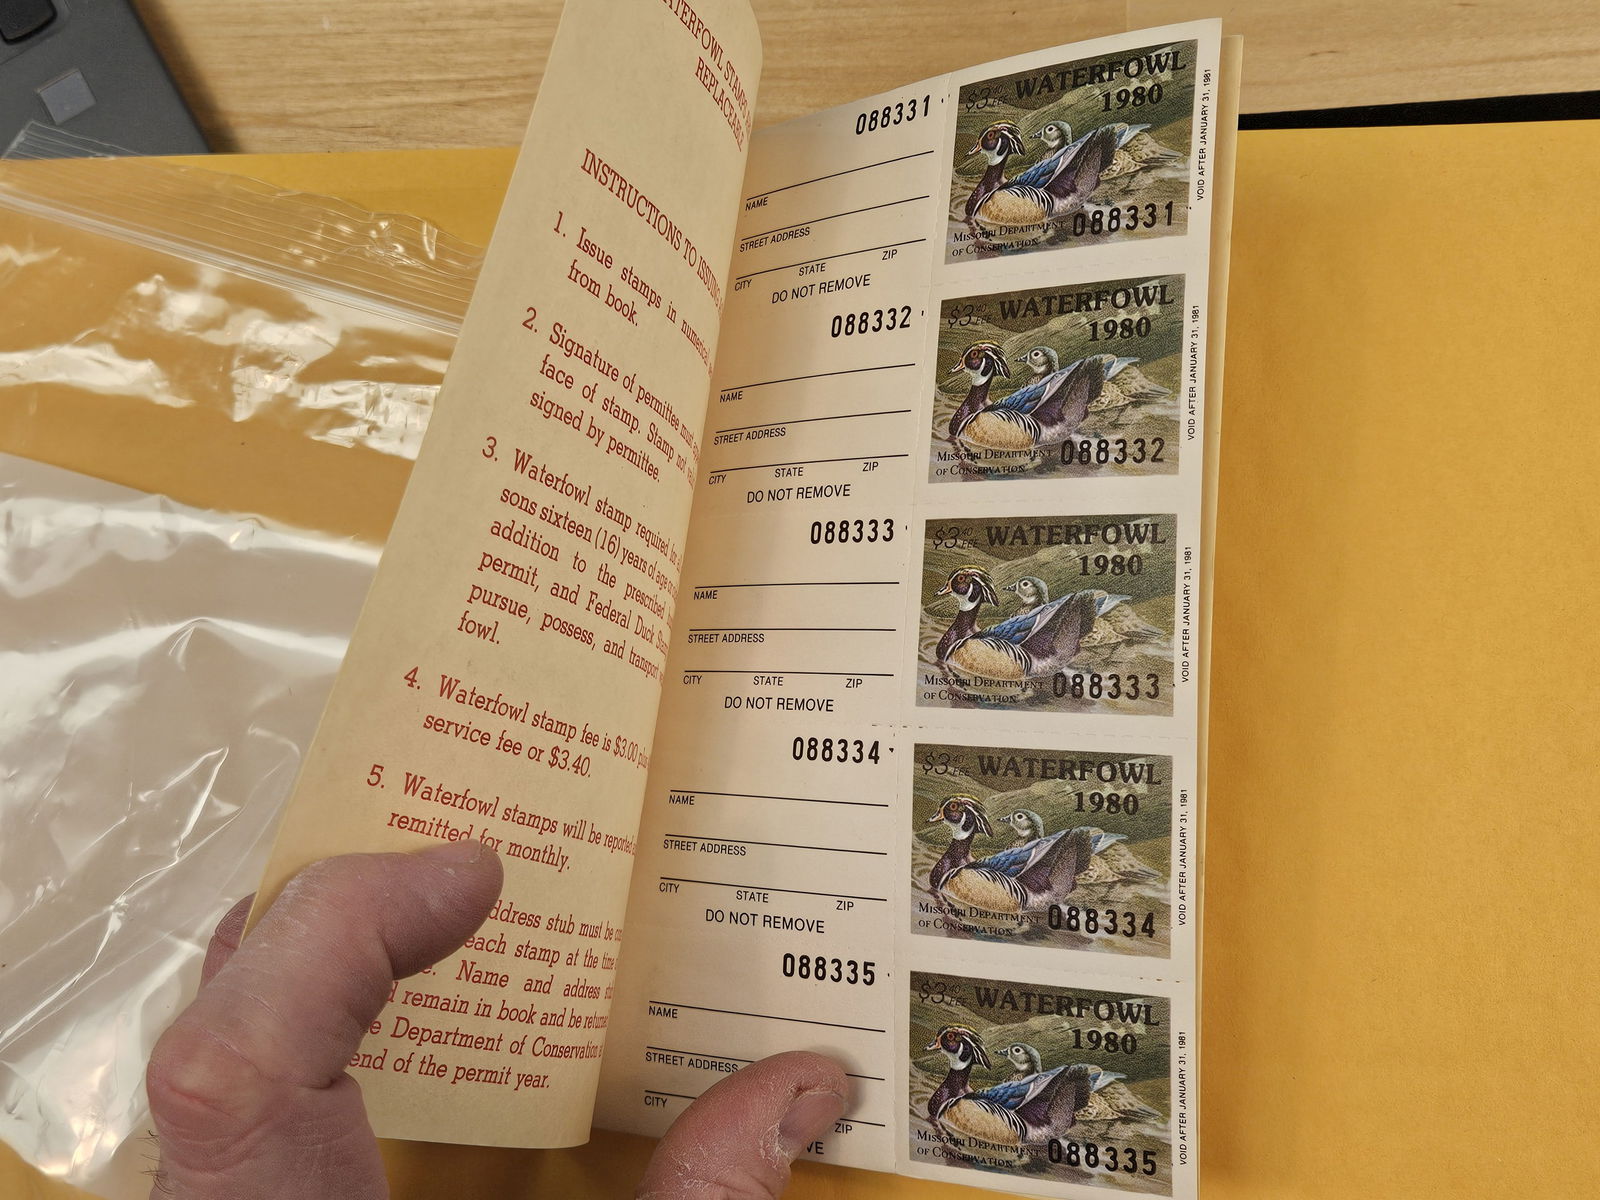 WATERFOWL STAMPS
REPLACEABLE
INSTRUCTIONS TO ISSUING
1. Issue stamps in numerical
from book.
2. Signature of permittee must
face of stamp. Stamp not
signed by permittee.
3. Waterfowl stamp required
sons sixteen (16) years of age
addition to the prescribed
permit, and Federal Duck
pursue, possess, and transport
fowl.
4. Waterfowl stamp fee is $3.00 plus
service fee or $3.40.
5. Waterfowl stamps will be reported
remitted for monthly.
address stub must be
each stamp at the time
Name and address
remain in book and be
Department of Conservation
end of the permit year.
088331
NAME
STREET ADDRESS
CITY STATE ZIP
DO NOT REMOVE
$3.40 FEE WATERFOWL
1980
MISSOURI DEPARTMENT
OF CONSERVATION
088331
VOID AFTER JANUARY 31, 1981
088332
NAME
STREET ADDRESS
CITY STATE ZIP
DO NOT REMOVE
$3.40 FEE WATERFOWL
1980
MISSOURI DEPARTMENT
OF CONSERVATION
088332
VOID AFTER JANUARY 31, 1981
088333
NAME
STREET ADDRESS
CITY STATE ZIP
DO NOT REMOVE
$3.40 FEE WATERFOWL
1980
MISSOURI DEPARTMENT
OF CONSERVATION
088333
VOID AFTER JANUARY 31, 1981
088334
NAME
STREET ADDRESS
CITY STATE ZIP
DO NOT REMOVE
$3.40 FEE WATERFOWL
1980
MISSOURI DEPARTMENT
OF CONSERVATION
088334
VOID AFTER JANUARY 31, 1981
088335
NAME
STREET ADDRESS
CITY ZIP
$3.40 FEE WATERFOWL
1980
MISSOURI DEPARTMENT
OF CONSERVATION
088335
VOID AFTER JANUARY 31, 1981